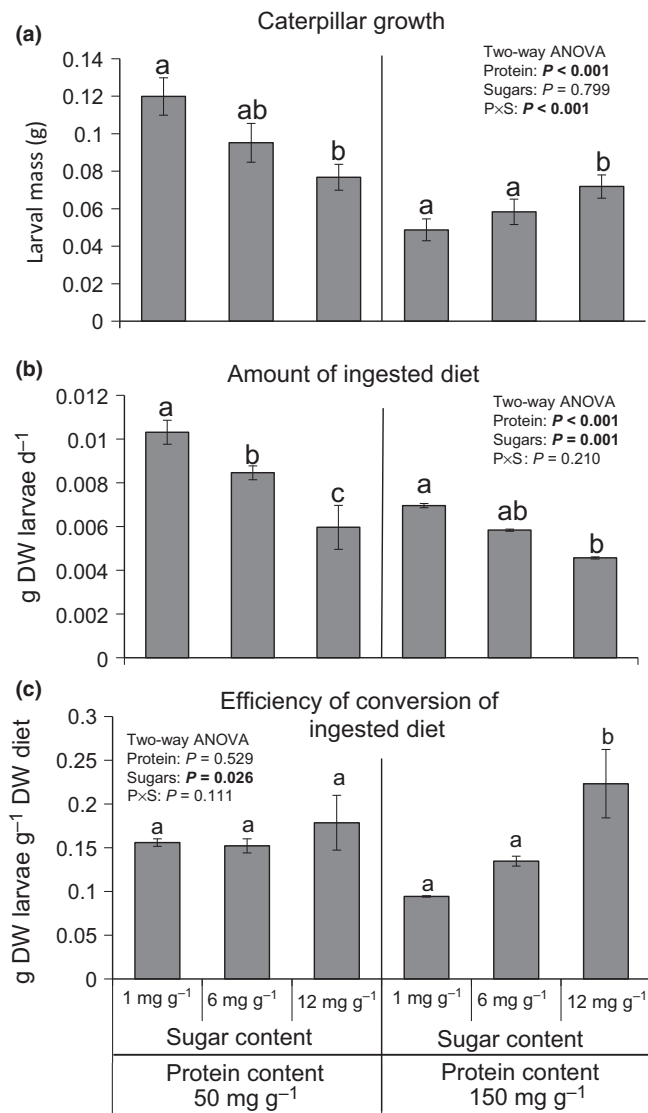 (a)
Caterpillar growth
Two-way ANOVA
Protein: P < 0.001
Sugars: P = 0.799
P×S: P < 0.001
Larval mass (g)
0.14
0.12
0.1
0.08
0.06
0.04
0.02
0
a
ab
b
a
a
b
(b)
Amount of ingested diet
Two-way ANOVA
Protein: P < 0.001
Sugars: P = 0.001
P×S: P = 0.210
g DW larvae d⁻¹
0.012
0.01
0.008
0.006
0.004
0.002
0
a
b
c
a
ab
b
(c)
Efficiency of conversion of
ingested diet
Two-way ANOVA
Protein: P = 0.529
Sugars: P = 0.026
P×S: P = 0.111
g DW larvae g⁻¹ DW diet
0.3
0.25
0.2
0.15
0.1
0.05
0
a
a
a
a
a
b
1 mg g⁻¹ 6 mg g⁻¹ 12 mg g⁻¹ 1 mg g⁻¹ 6 mg g⁻¹ 12 mg g⁻¹
Sugar content Sugar content
Protein content Protein content
50 mg g⁻¹ 150 mg g⁻¹